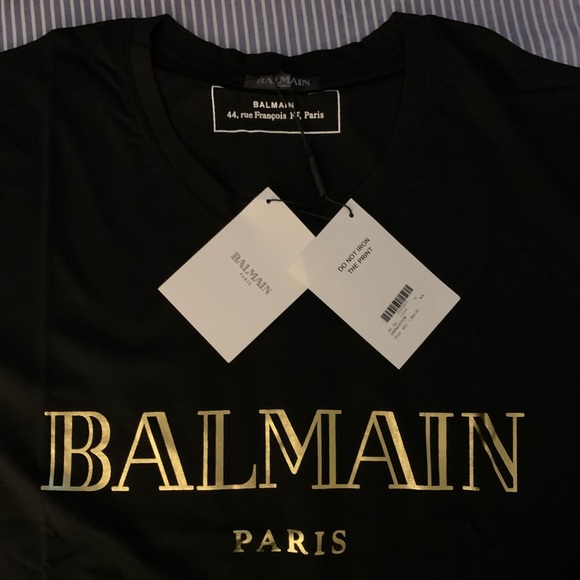 BALMAIN
BALMAIN
44, rue François 1er, Paris
BALMAIN
PARIS
DO NOT IRON
THE PRINT
BALMAIN
PARIS